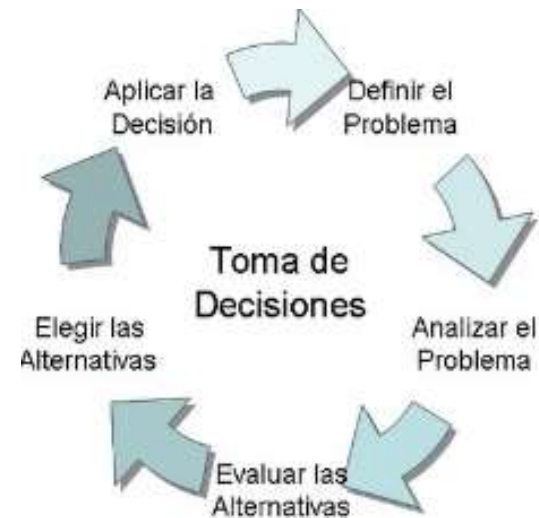 Toma de
Decisiones
Definir el
Problema
Analizar el
Problema
Evaluar las
Alternativas
Elegir las
Alternativas
Aplicar la
Decisión